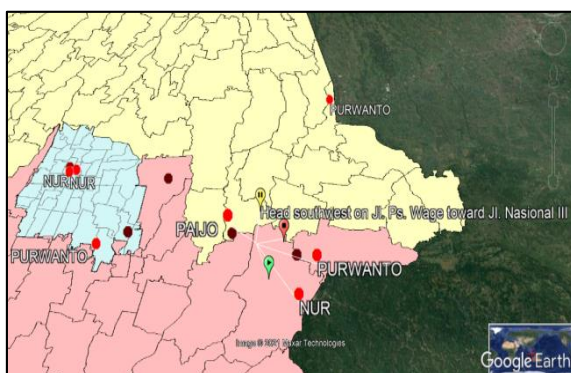 PURWANTO
NUR NUR
Head southwest on Jl. Ps. Wage toward Jl. Nasional III
PAIJO
PURWANTO
PURWANTO
NUR
Image © 2021 Maxar Technologies
Google Earth